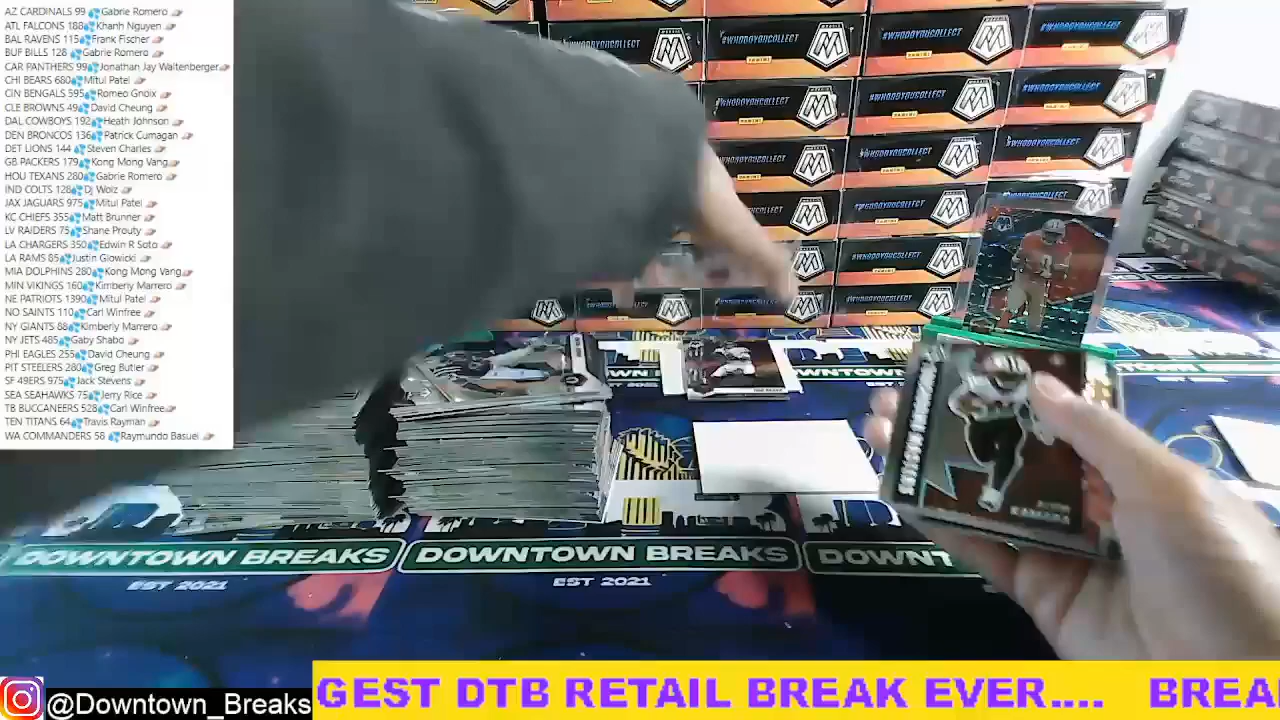 AZ CARDINALS 99 Gabrie Romero
ATL FALCONS 188 Khanh Nguyen
BAL RAVENS 115 Frank Fischer
BUF BILLS 128 Gabrie Romero
CAR PANTHERS 99 Jonathan Jay Waltenberger
CHI BEARS 680 Mitul Patel
CIN BENGALS 595 Romeo Gnoix
CLE BROWNS 49 David Cheung
DAL COWBOYS 192 Heath Johnson
DEN BRONCOS 136 Patrick Cumagan
DET LIONS 144 Steven Charles
GB PACKERS 179 Kong Mong Vang
HOU TEXANS 280 Gabrie Romero
IND COLTS 128 Dj Wolz
JAX JAGUARS 975 Mitul Patel
KC CHIEFS 355 Matt Brunner
LV RAIDERS 75 Shane Prouty
LA CHARGERS 350 Edwin R Soto
LA RAMS 85 Justin Glowicki
MIA DOLPHINS 280 Kong Mong Vang
MIN VIKINGS 160 Kimberly Marrero
NE PATRIOTS 1390 Mitul Patel
NO SAINTS 110 Carl Winfree
NY GIANTS 88 Kimberly Marrero
NY JETS 485 Gaby Shabo
PHI EAGLES 255 David Cheung
PIT STEELERS 280 Greg Butler
SF 49ERS 975 Jack Stevens
SEA SEAHAWKS 75 Jerry Rice
TB BUCCANEERS 528 Carl Winfree
TEN TITANS 64 Travis Rayman
WA COMMANDERS 58 Raymundo Basuel
#WHODOYOUCOLLECT
#WHODOYOUCOLLECT
#WHODOYOUCOLLECT
#WHODOYOUCOLLECT
PANINI
DOWNTOWN BREAKS
EST 2021
DOWNTOWN BREAKS
EST 2021
DOWNTOWN
@Downtown_Breaks
GEST DTB RETAIL BREAK EVER.... BREA